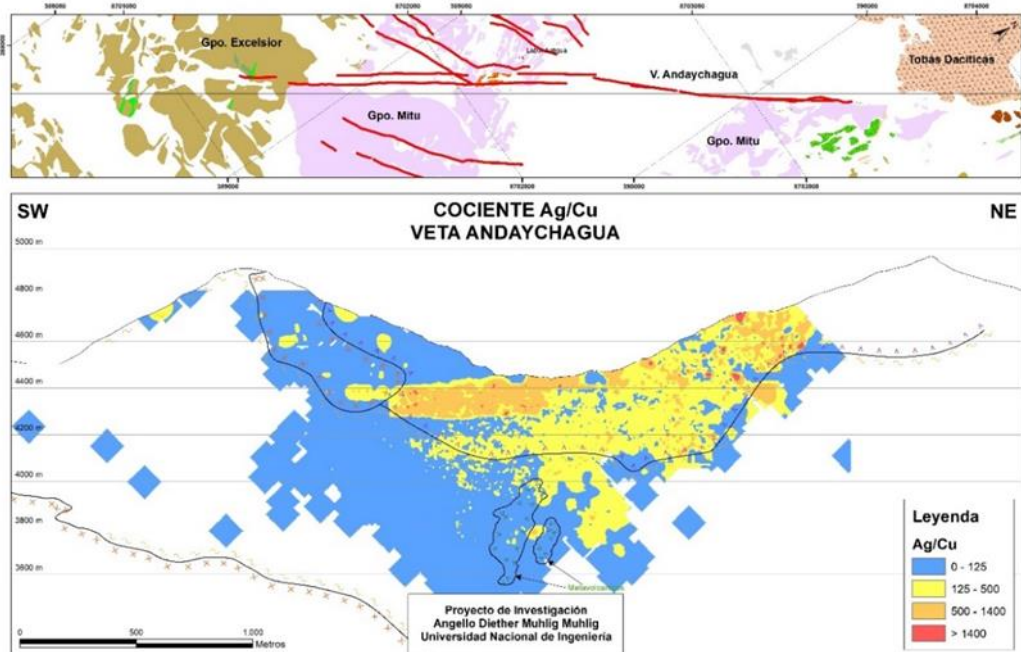 Gpo. Excelsior
Gpo. Mitu
V. Andaychagua
Gpo. Mitu
Tobas Dacíticas
SW
COCIENTE Ag/Cu
VETA ANDAYCHAGUA
NE
5000 m
4800 m
4600 m
4400 m
4200 m
4000 m
3800 m
3600 m
Proyecto de Investigación
Angello Diether Muhlig Muhlig
Universidad Nacional de Ingeniería
0 500 1.000
Metros
Leyenda
Ag/Cu
0 - 125
125 - 500
500 - 1400
> 1400